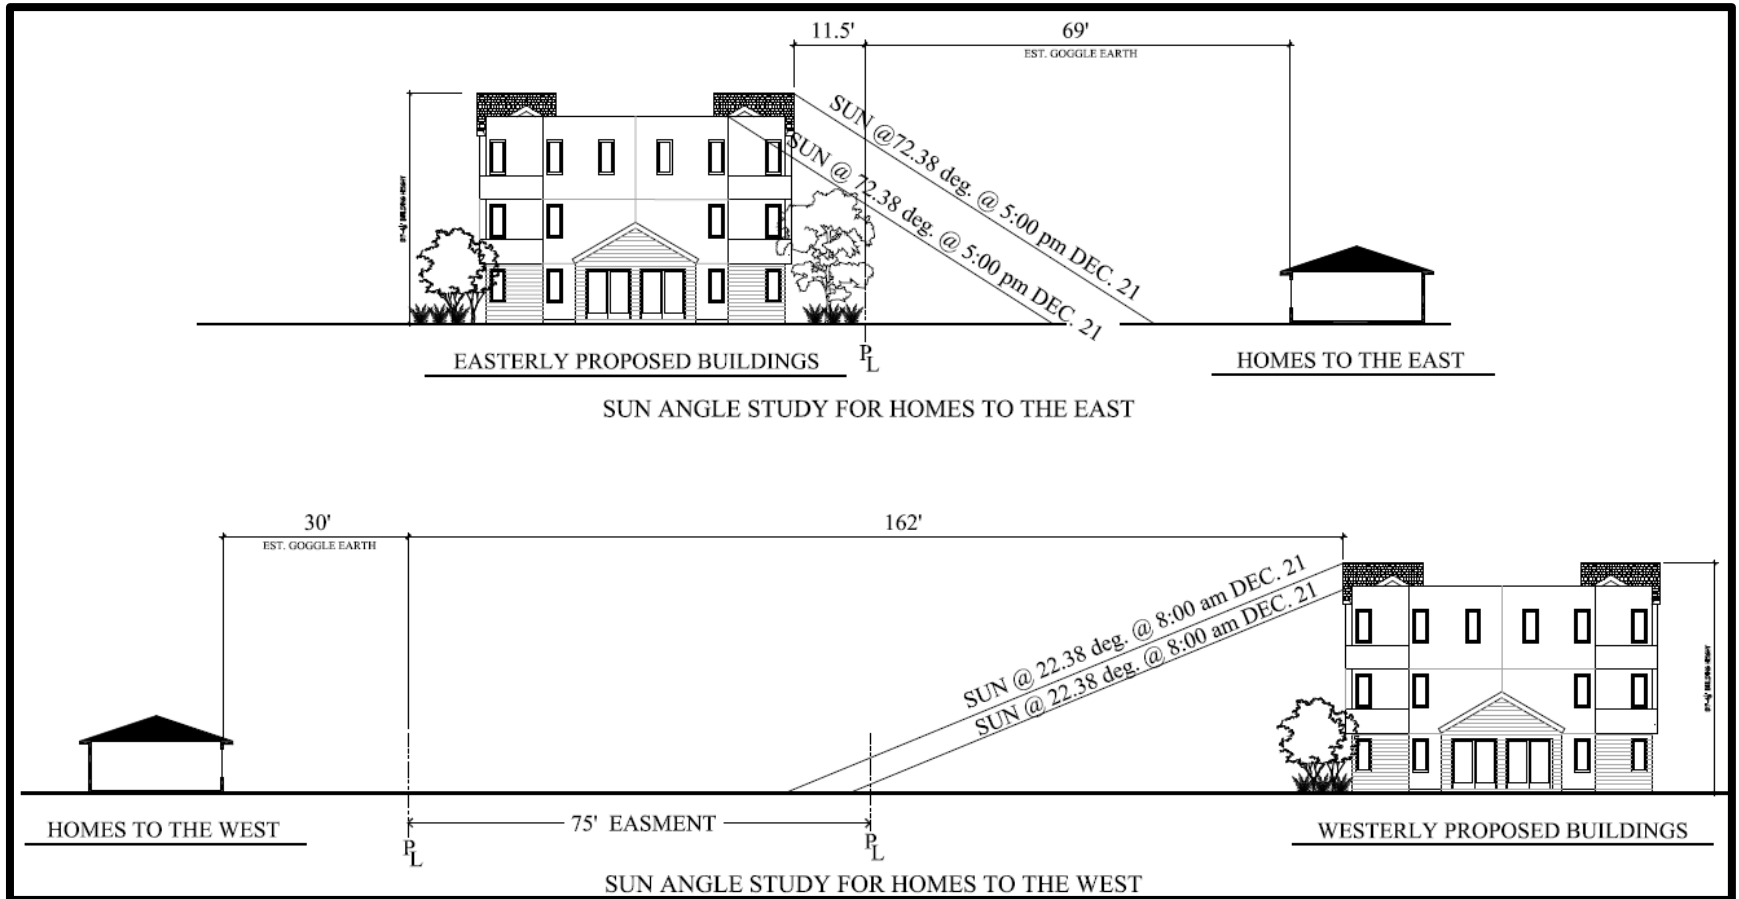 11.5'
69'
EST. GOGGLE EARTH
SUN @72.38 deg. @ 5:00 pm DEC. 21
SUN @ 72.38 deg. @ 5:00 pm DEC. 21
BUILDING HEIGHT
PL
EASTERLY PROPOSED BUILDINGS
HOMES TO THE EAST
SUN ANGLE STUDY FOR HOMES TO THE EAST
30'
EST. GOGGLE EARTH
162'
SUN @ 22.38 deg. @ 8:00 am DEC. 21
SUN @ 22.38 deg. @ 8:00 am DEC. 21
BUILDING HEIGHT
75' EASMENT
PL
PL
HOMES TO THE WEST
WESTERLY PROPOSED BUILDINGS
SUN ANGLE STUDY FOR HOMES TO THE WEST